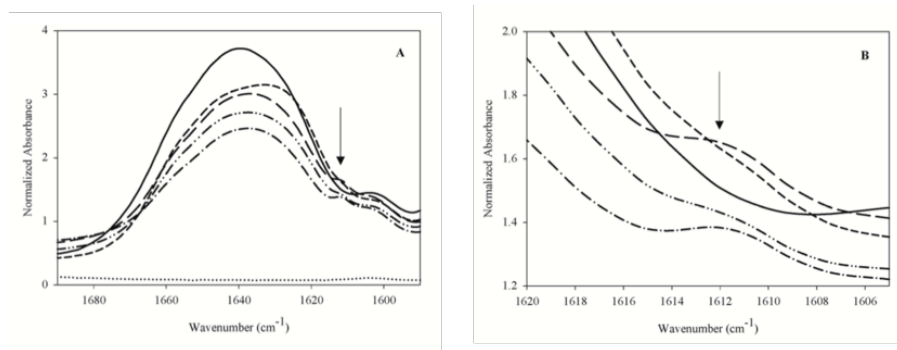 A
4
3
2
1
0
Normalized Absorbance
1680 1660 1640 1620 1600
Wavenumber (cm-1)
B
2.0
1.8
1.6
1.4
1.2
Normalized Absorbance
1620 1618 1616 1614 1612 1610 1608 1606
Wavenumber (cm-1)